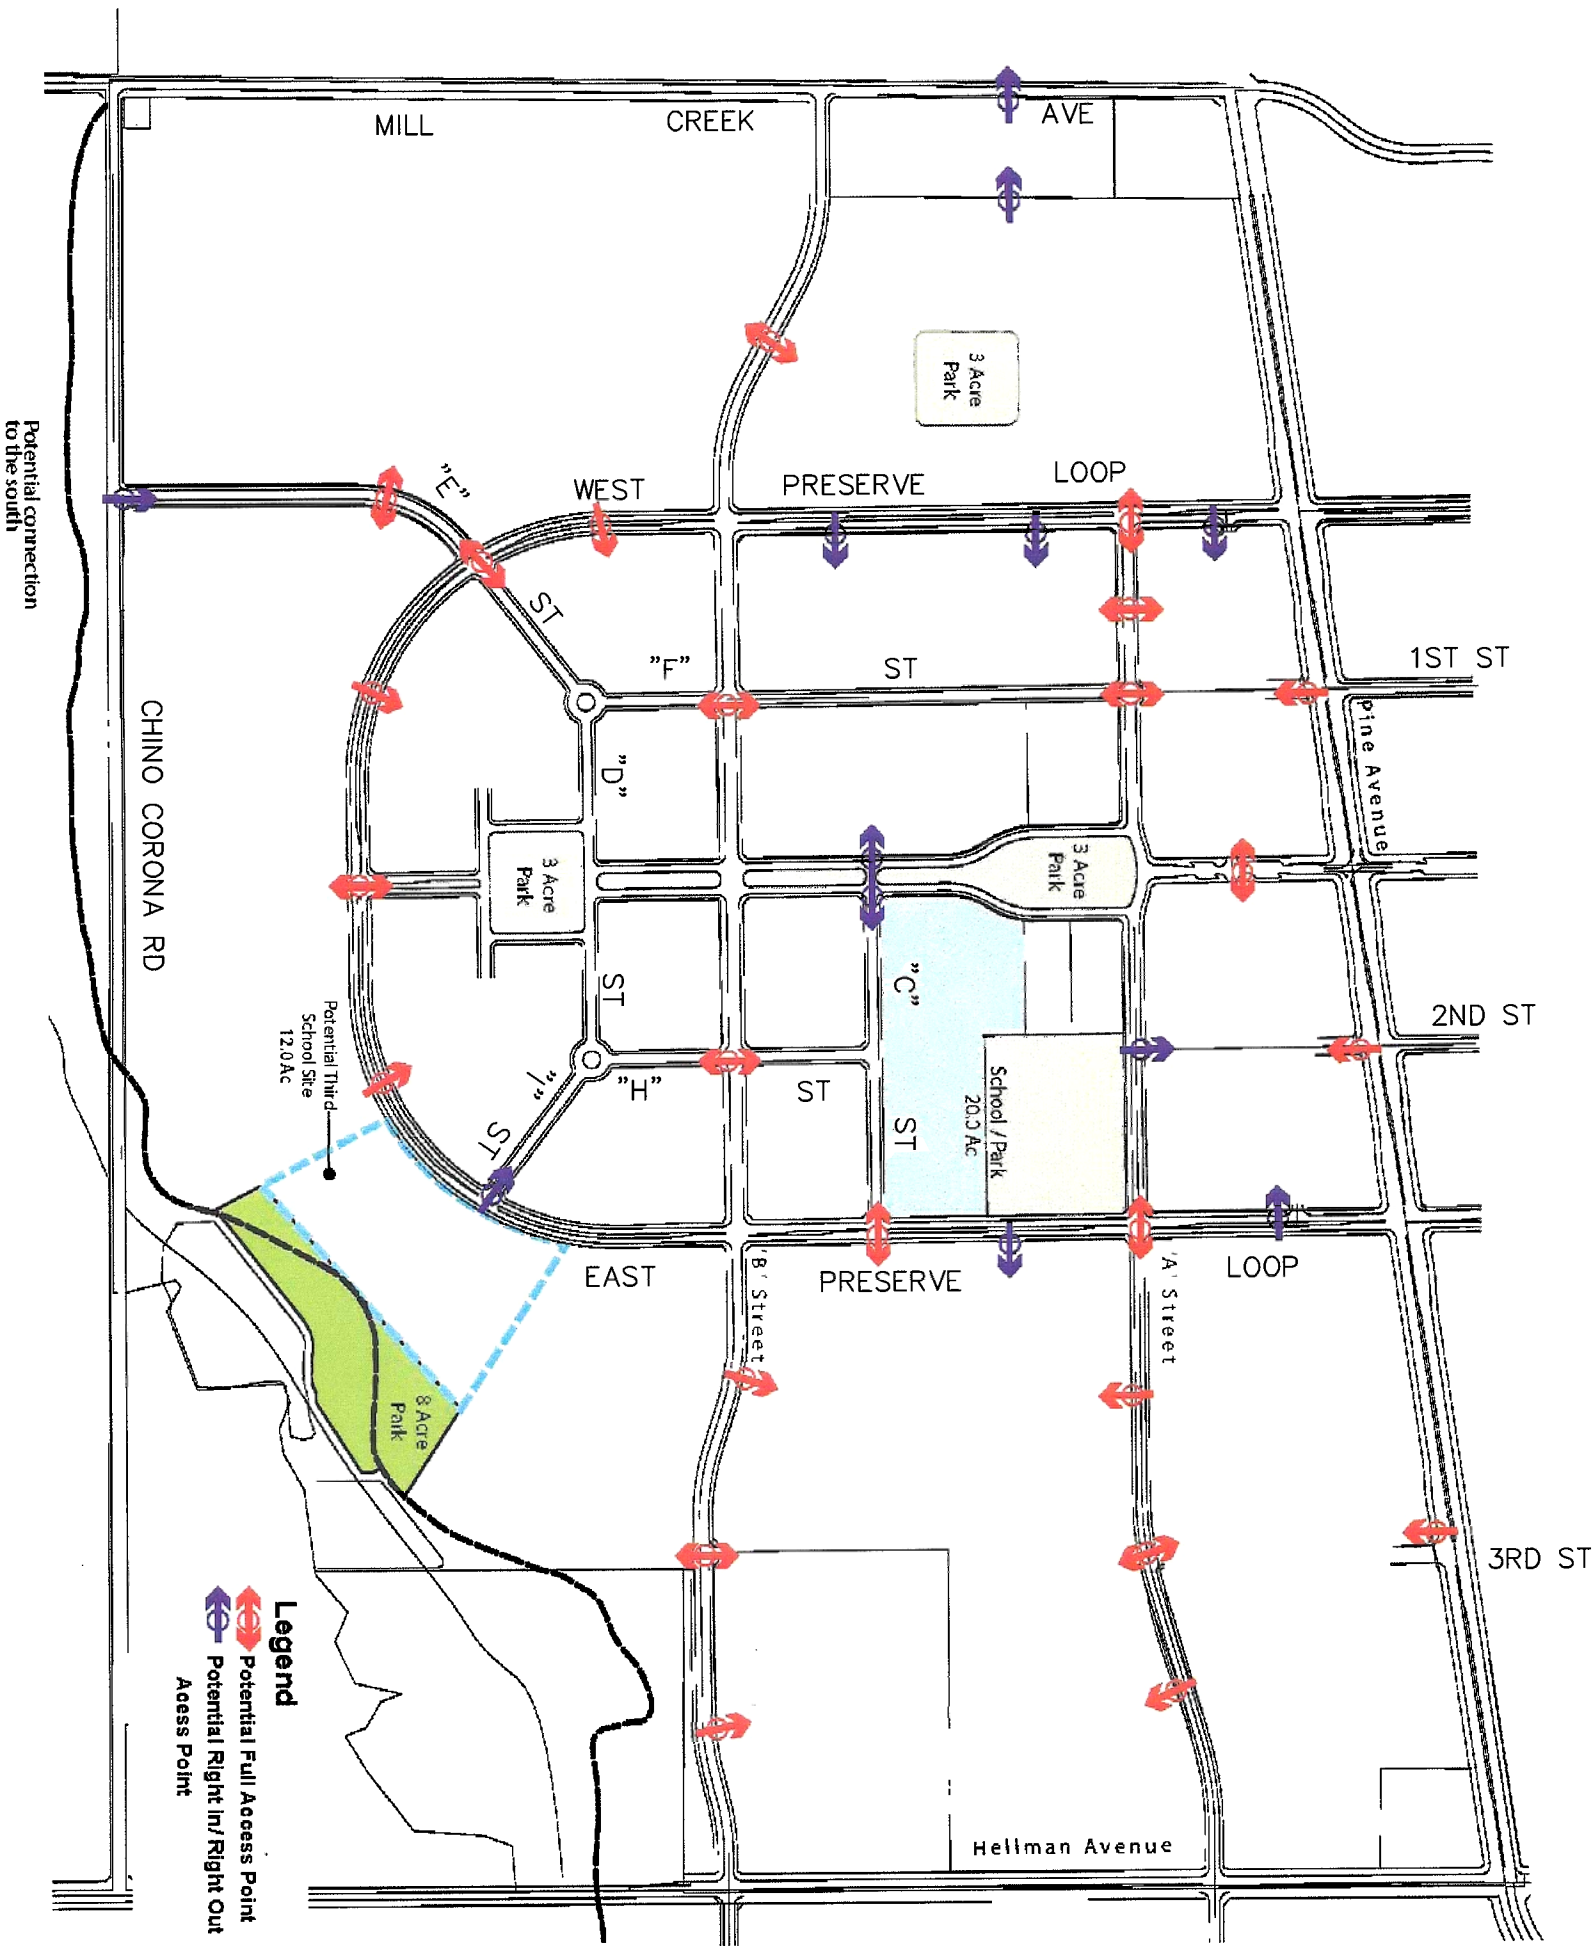 MILL CREEK AVE
3 Acre
Park
"E" ST
WEST PRESERVE LOOP
1ST ST
"F" ST
Pine Avenue
"D" ST
3 Acre
Park
3 Acre
Park
CHINO CORONA RD
Potential connection
to the south
2ND ST
"C" ST
School / Park
20.0 Ac
"H" ST
"I" ST
Potential Third
School Site
12.0 Ac
EAST PRESERVE LOOP
'B' Street
'A' Street
8 Acre
Park
3RD ST
Hellman Avenue
Legend
Potential Full Access Point
Potential Right In/ Right Out
Acess Point